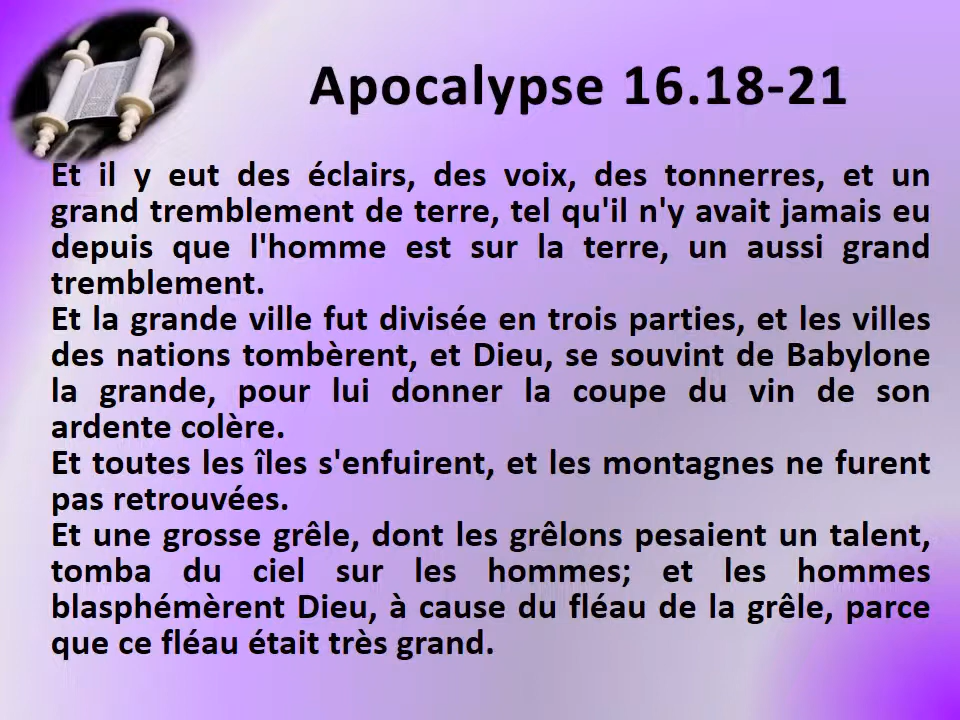 Apocalypse 16.18-21
Et il y eut des éclairs, des voix, des tonnerres, et un
grand tremblement de terre, tel qu'il n'y avait jamais eu
depuis que l'homme est sur la terre, un aussi grand
tremblement.
Et la grande ville fut divisée en trois parties, et les villes
des nations tombèrent, et Dieu, se souvint de Babylone
la grande, pour lui donner la coupe du vin de son
ardente colère.
Et toutes les îles s'enfuirent, et les montagnes ne furent
pas retrouvées.
Et une grosse grêle, dont les grêlons pesaient un talent,
tomba du ciel sur les hommes; et les hommes
blasphémèrent Dieu, à cause du fléau de la grêle, parce
que ce fléau était très grand.